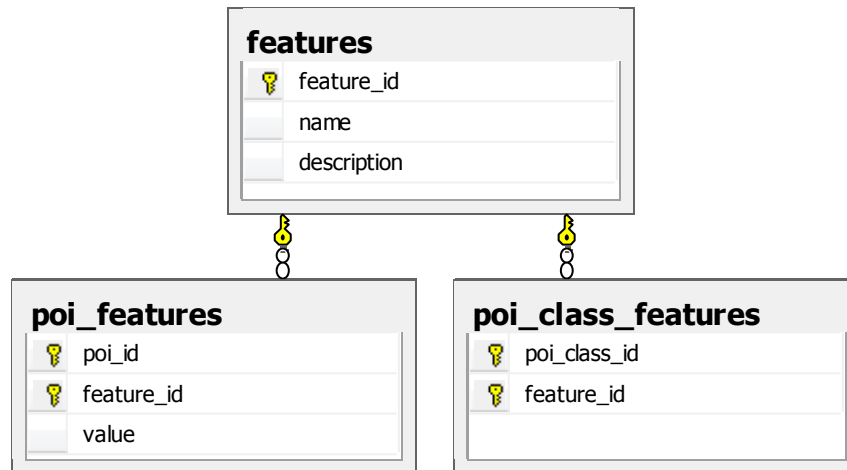 features
feature_id
name
description
poi_features
poi_id
feature_id
value
poi_class_features
poi_class_id
feature_id